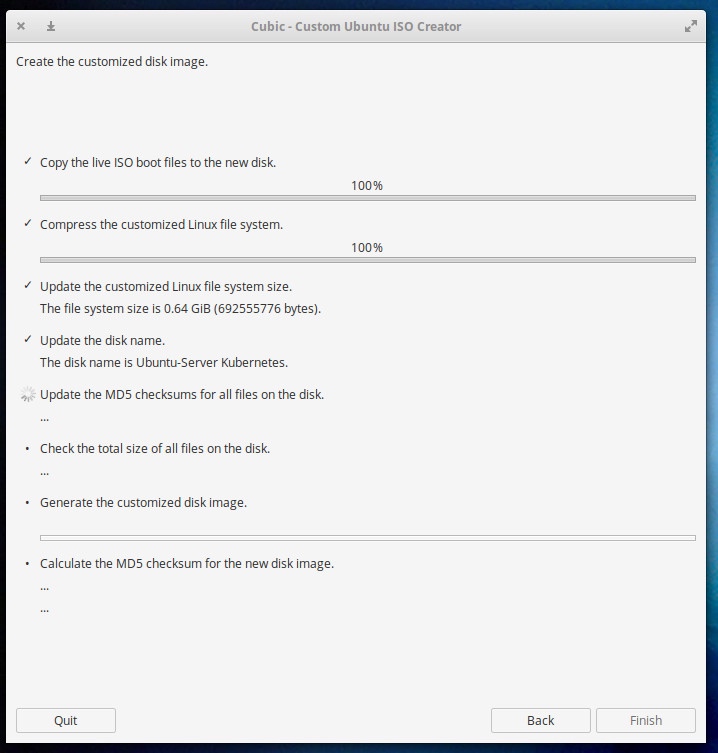 Cubic - Custom Ubuntu ISO Creator
Create the customized disk image.
✓ Copy the live ISO boot files to the new disk.
100%
✓ Compress the customized Linux file system.
100%
✓ Update the customized Linux file system size.
The file system size is 0.64 GiB (692555776 bytes).
✓ Update the disk name.
The disk name is Ubuntu-Server Kubernetes.
Update the MD5 checksums for all files on the disk.
...
• Check the total size of all files on the disk.
...
• Generate the customized disk image.
• Calculate the MD5 checksum for the new disk image.
...
...
Quit Back Finish